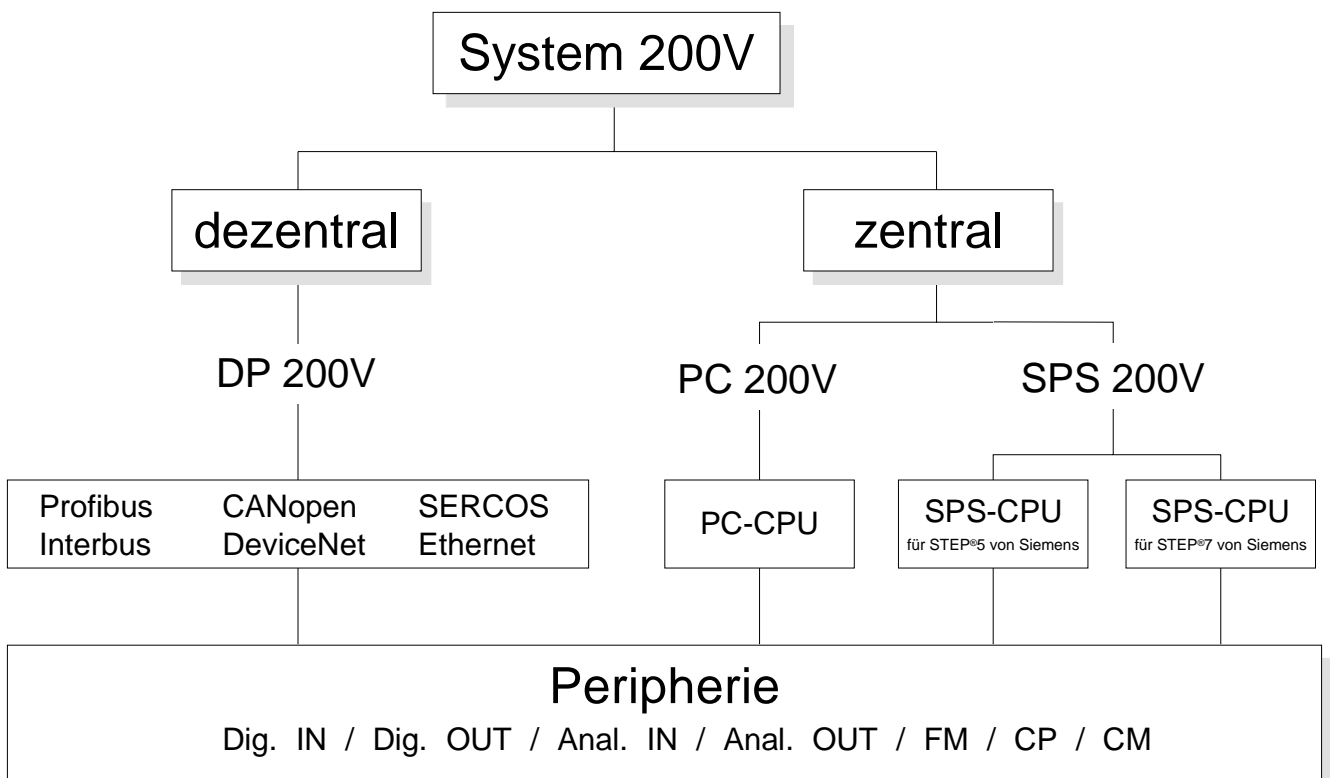 System 200V
dezentral
zentral
DP 200V
PC 200V
SPS 200V
Profibus CANopen SERCOS
Interbus DeviceNet Ethernet
PC-CPU
SPS-CPU
für STEP®5 von Siemens
SPS-CPU
für STEP®7 von Siemens
Peripherie
Dig. IN / Dig. OUT / Anal. IN / Anal. OUT / FM / CP / CM